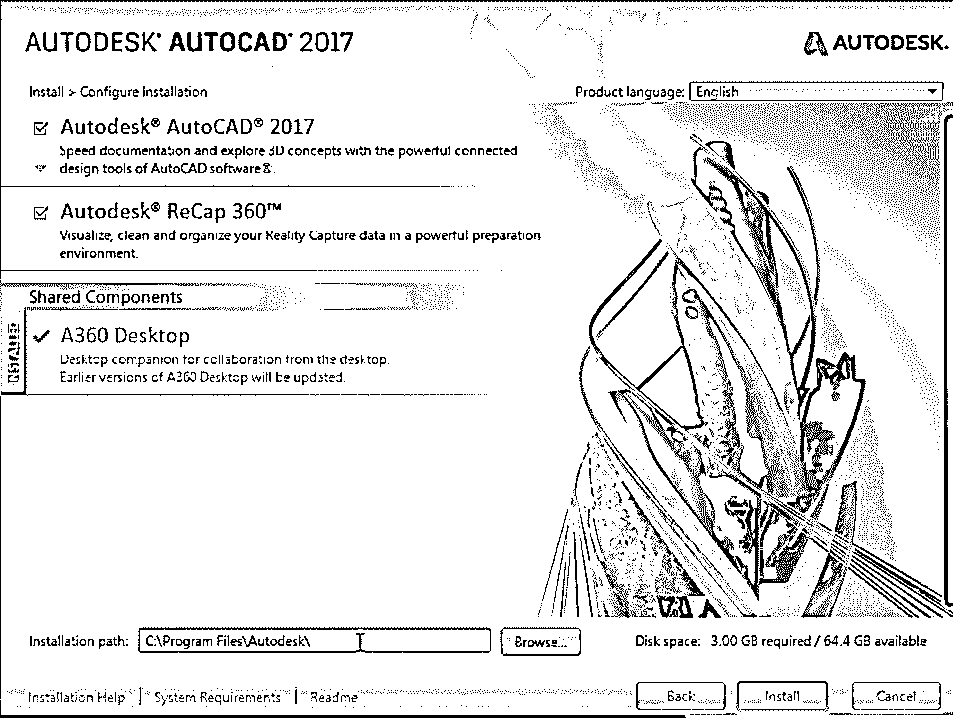 AUTODESK® AUTOCAD® 2017
AUTODESK.
Install > Configure Installation
Product language: English
Autodesk® AutoCAD® 2017
Speed documentation and explore 3D concepts with the powerful connected
design tools of AutoCAD software®.
Autodesk® ReCap 360™
Visualize, clean and organize your Reality Capture data in a powerful preparation
environment.
Shared Components
A360 Desktop
Desktop companion for collaboration from the desktop.
Earlier versions of A360 Desktop will be updated.
Installation path: C:\Program Files\Autodesk\ Browse... Disk space: 3.00 GB required / 64.4 GB available
Installation Help | System Requirements | Readme Back Install Cancel